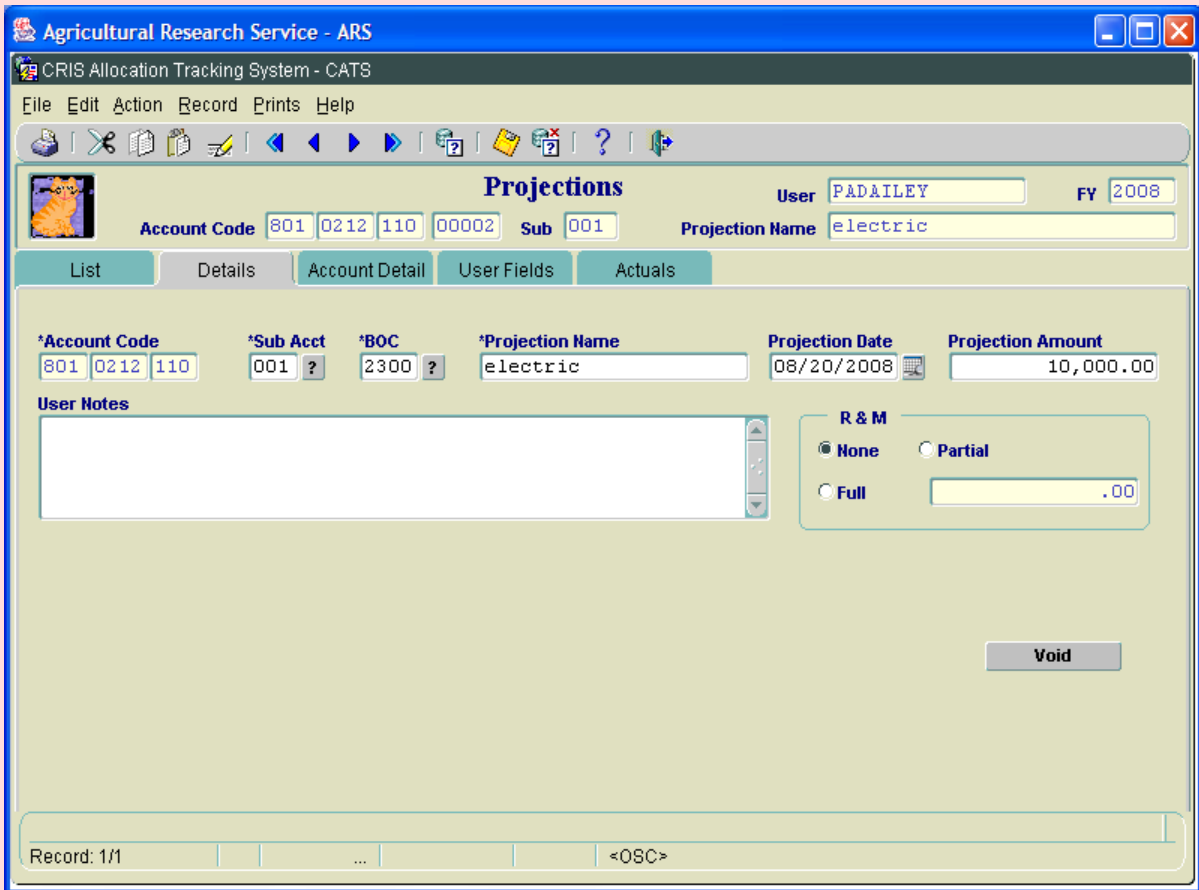 Agricultural Research Service - ARS
CRIS Allocation Tracking System - CATS
File Edit Action Record Prints Help
Projections
User PADAILEY FY 2008
Account Code 801 0212 110 00002 Sub 001 Projection Name electric
List Details Account Detail User Fields Actuals
*Account Code *Sub Acct *BOC *Projection Name Projection Date Projection Amount
801 0212 110 001 ? 2300 ? electric 08/20/2008 10,000.00
User Notes
R & M
None Partial
Full .00
Void
Record: 1/1 ... <OSC>